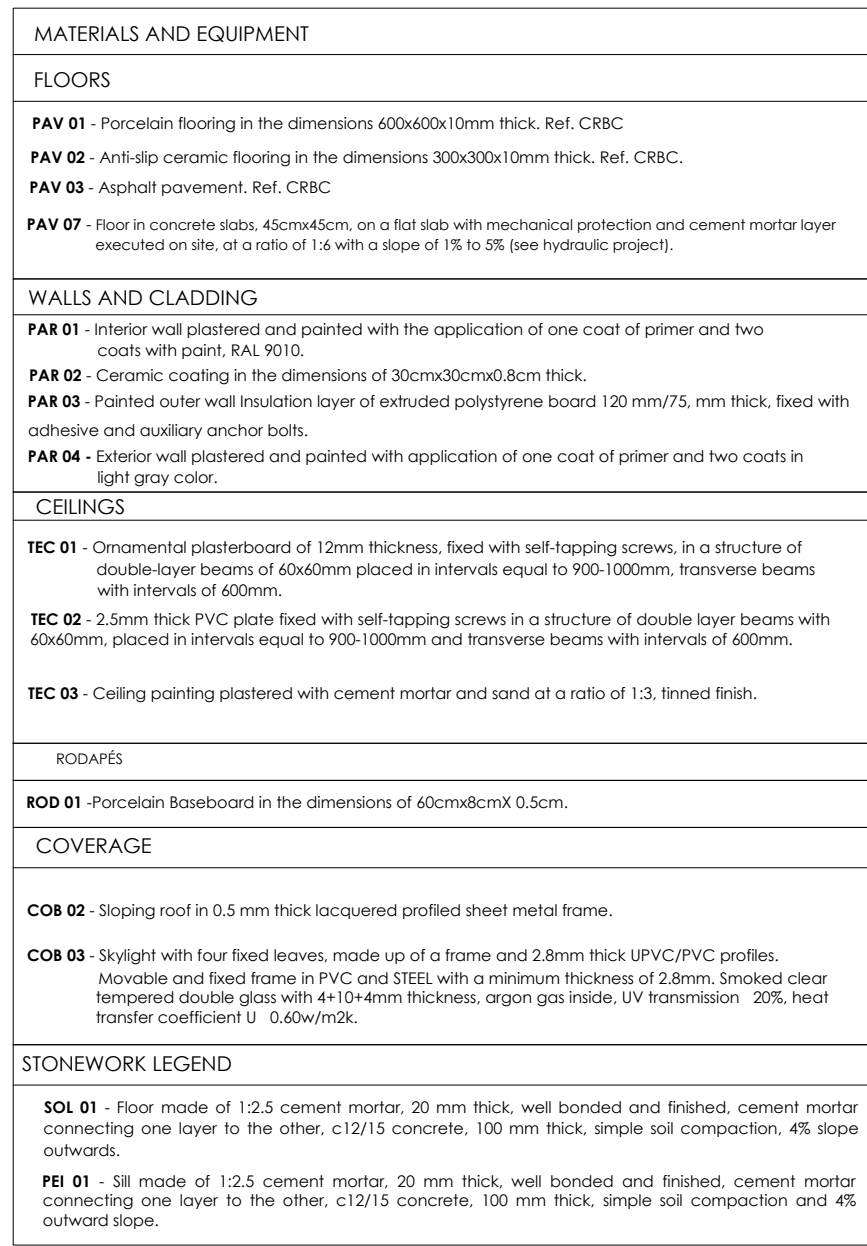 MATERIALS AND EQUIPMENT
FLOORS
PAV 01 - Porcelain flooring in the dimensions 600x600x10mm thick. Ref. CRBC
PAV 02 - Anti-slip ceramic flooring in the dimensions 300x300x10mm thick. Ref. CRBC.
PAV 03 - Asphalt pavement. Ref. CRBC
PAV 07 - Floor in concrete slabs, 45cmx45cm, on a flat slab with mechanical protection and cement mortar layer
executed on site, at a ratio of 1:6 with a slope of 1% to 5% (see hydraulic project).
WALLS AND CLADDING
PAR 01 - Interior wall plastered and painted with the application of one coat of primer and two
coats with paint, RAL 9010.
PAR 02 - Ceramic coating in the dimensions of 30cmx30cmx0.8cm thick.
PAR 03 - Painted outer wall Insulation layer of extruded polystyrene board 120 mm/75, mm thick, fixed with
adhesive and auxiliary anchor bolts.
PAR 04 - Exterior wall plastered and painted with application of one coat of primer and two coats in
light gray color.
CEILINGS
TEC 01 - Ornamental plasterboard of 12mm thickness, fixed with self-tapping screws, in a structure of
double-layer beams of 60x60mm placed in intervals equal to 900-1000mm, transverse beams
with intervals of 600mm.
TEC 02 - 2.5mm thick PVC plate fixed with self-tapping screws in a structure of double layer beams with
60x60mm, placed in intervals equal to 900-1000mm and transverse beams with intervals of 600mm.
TEC 03 - Ceiling painting plastered with cement mortar and sand at a ratio of 1:3, tinned finish.
RODAPÉS
ROD 01 -Porcelain Baseboard in the dimensions of 60cmx8cmX 0.5cm.
COVERAGE
COB 02 - Sloping roof in 0.5 mm thick lacquered profiled sheet metal frame.
COB 03 - Skylight with four fixed leaves, made up of a frame and 2.8mm thick UPVC/PVC profiles.
Movable and fixed frame in PVC and STEEL with a minimum thickness of 2.8mm. Smoked clear
tempered double glass with 4+10+4mm thickness, argon gas inside, UV transmission 20%, heat
transfer coefficient U 0.60w/m2k.
STONEWORK LEGEND
SOL 01 - Floor made of 1:2.5 cement mortar, 20 mm thick, well bonded and finished, cement mortar
connecting one layer to the other, c12/15 concrete, 100 mm thick, simple soil compaction, 4% slope
outwards.
PEI 01 - Sill made of 1:2.5 cement mortar, 20 mm thick, well bonded and finished, cement mortar
connecting one layer to the other, c12/15 concrete, 100 mm thick, simple soil compaction and 4%
outward slope.